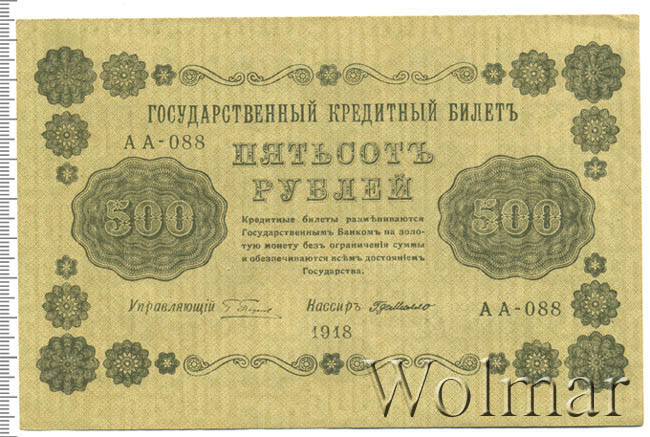 ГОСУДАРСТВЕННЫЙ КРЕДИТНЫЙ БИЛЕТЪ
АА-088
ПЯТЬСОТЪ
РУБЛЕЙ
500
500
Кредитные билеты размѣниваются
Государственнымъ Банкомъ на золо-
тую монету безъ ограниченія суммы
и обезпечиваются всѣмъ достояніемъ
Государства.
Управляющій
Кассиръ
АА-088
1918
Wolmar